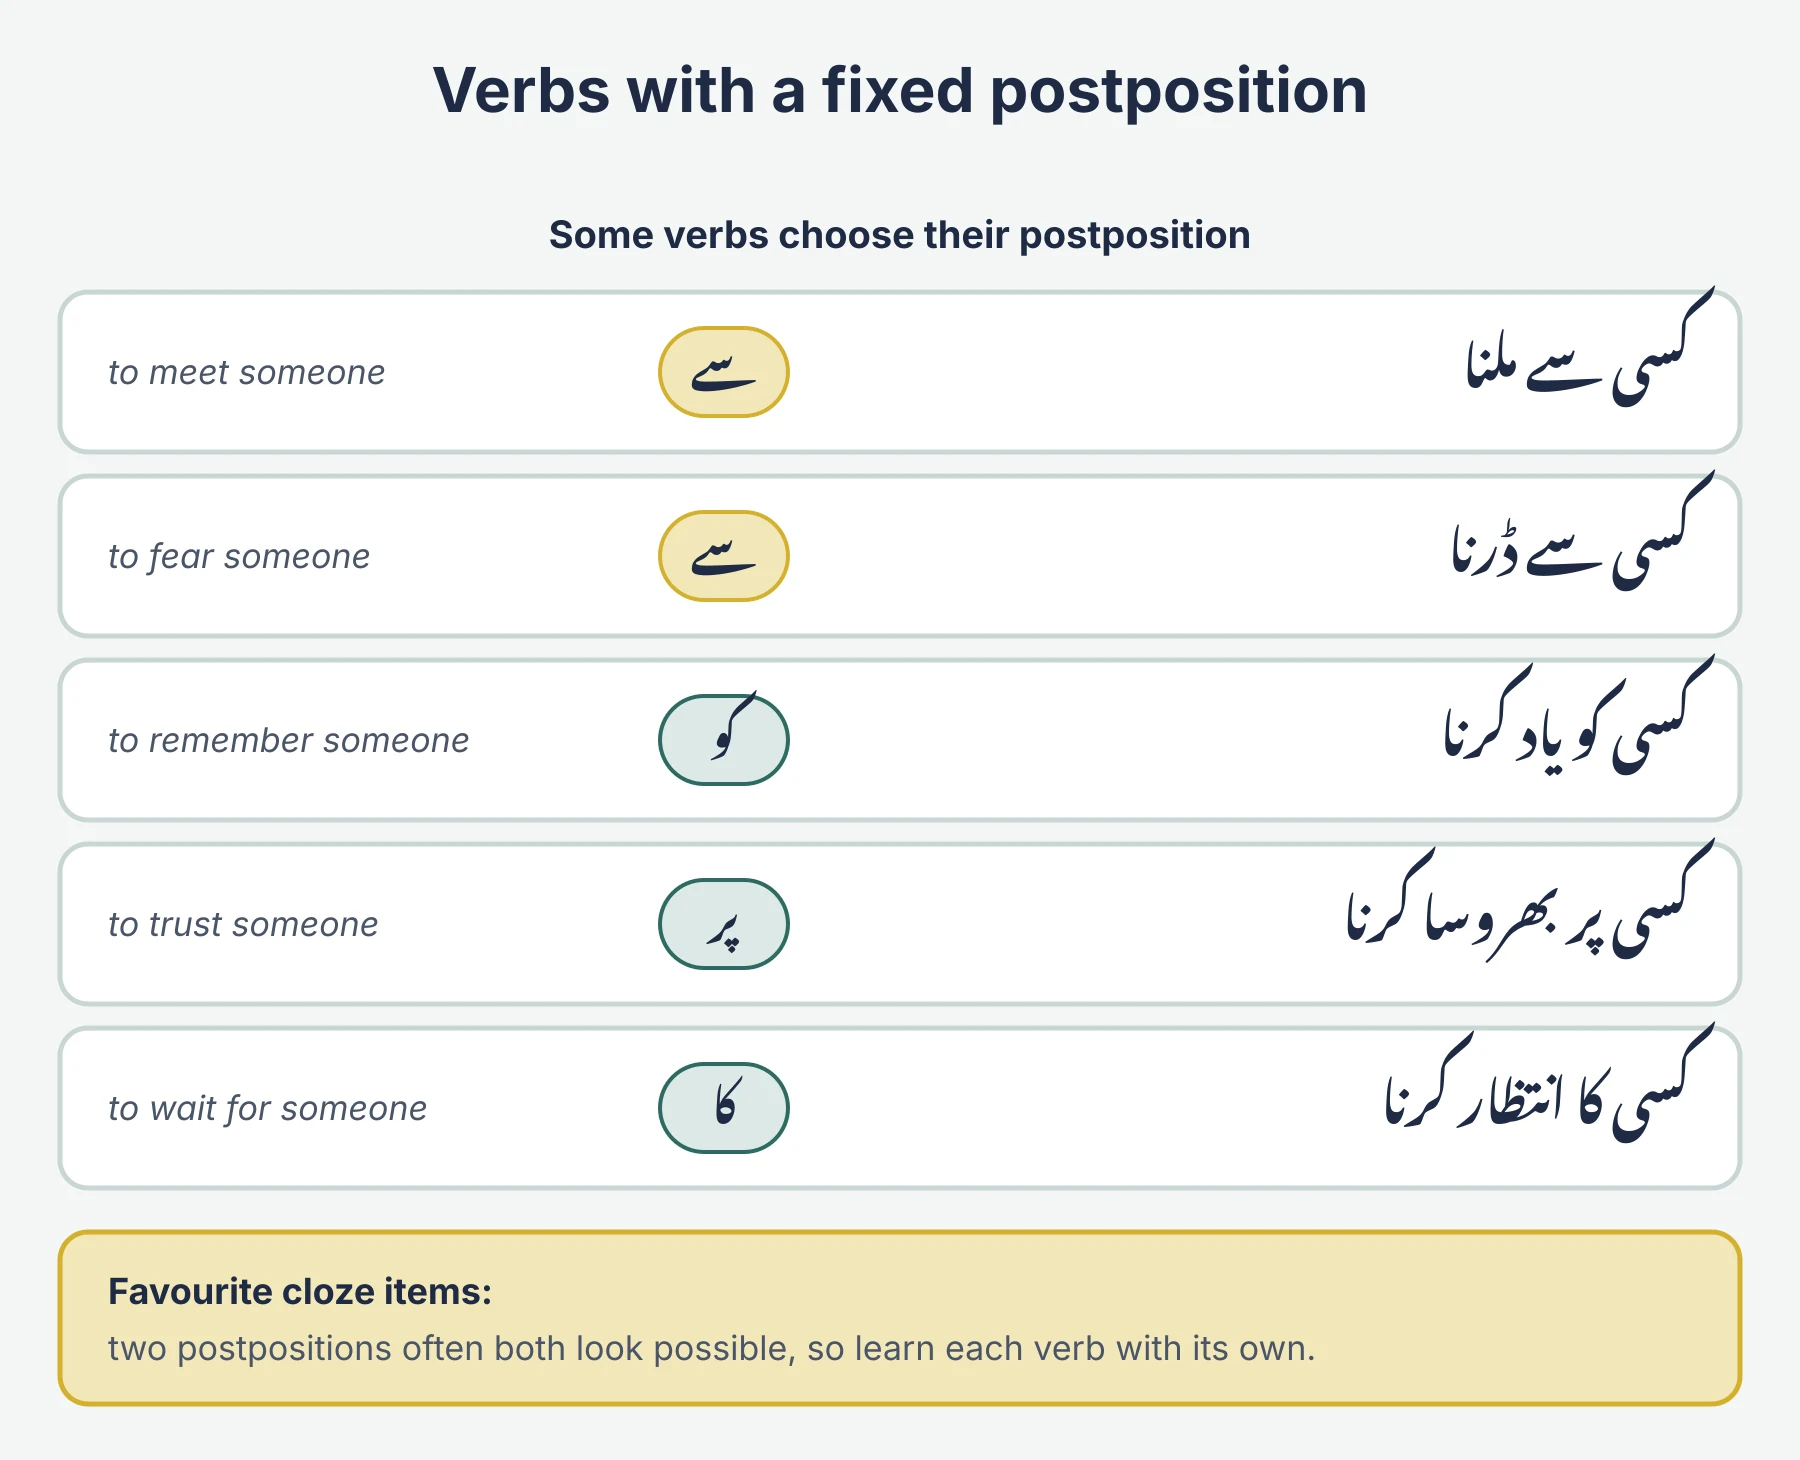 Verbs with a fixed postposition
Some verbs choose their postposition
to meet someone سے کسی سے ملنا
to fear someone سے کسی سے ڈرنا
to remember someone کو کسی کو یاد کرنا
to trust someone پر کسی پر بھروسا کرنا
to wait for someone کا کسی کا انتظار کرنا
Favourite cloze items:
two postpositions often both look possible, so learn each verb with its own.